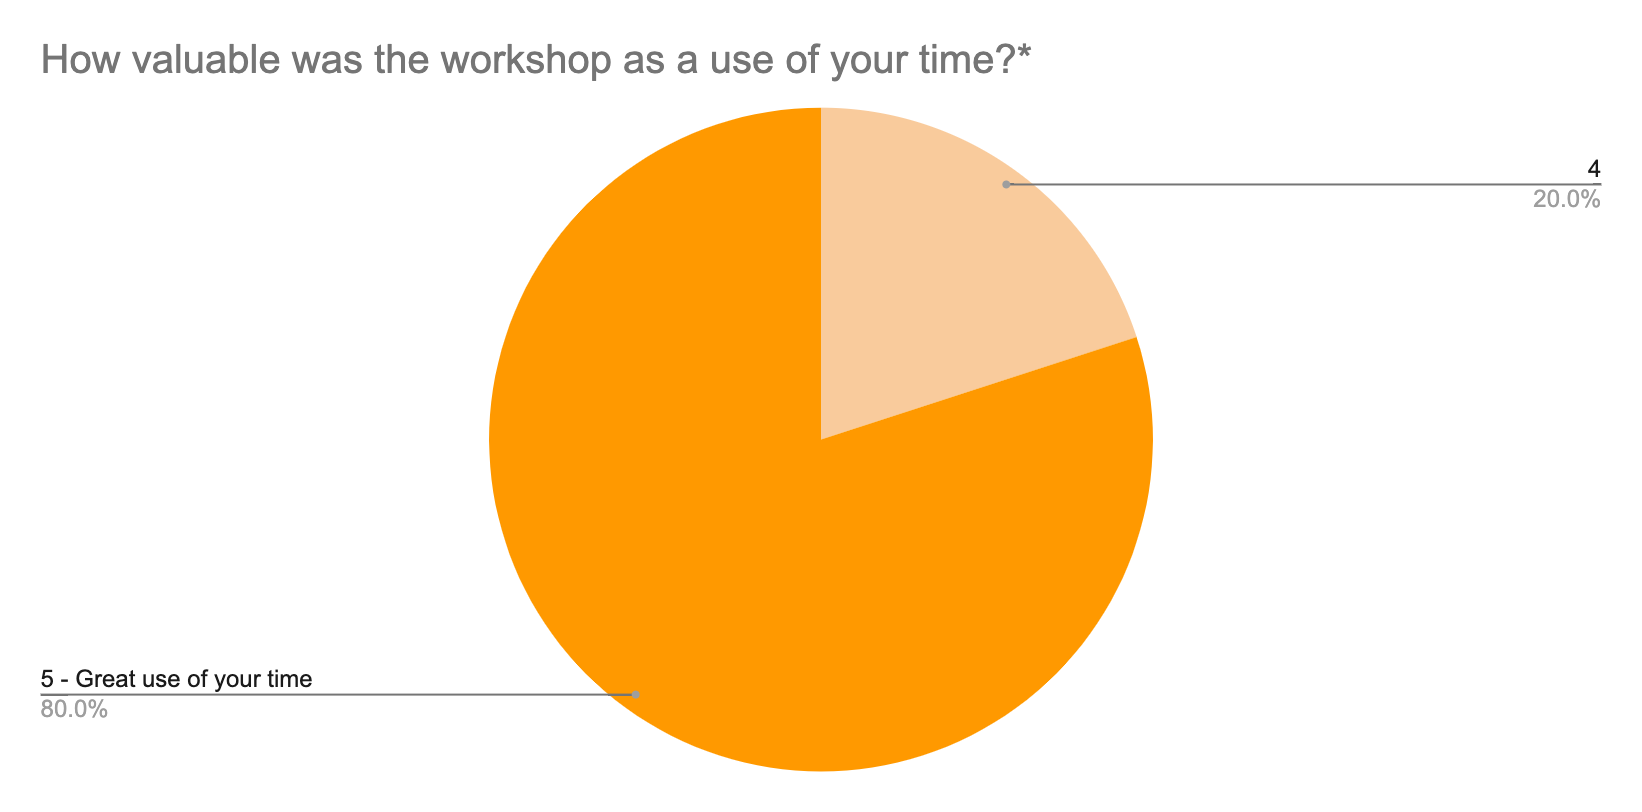 How valuable was the workshop as a use of your time?*
4
20.0%
5 - Great use of your time
80.0%